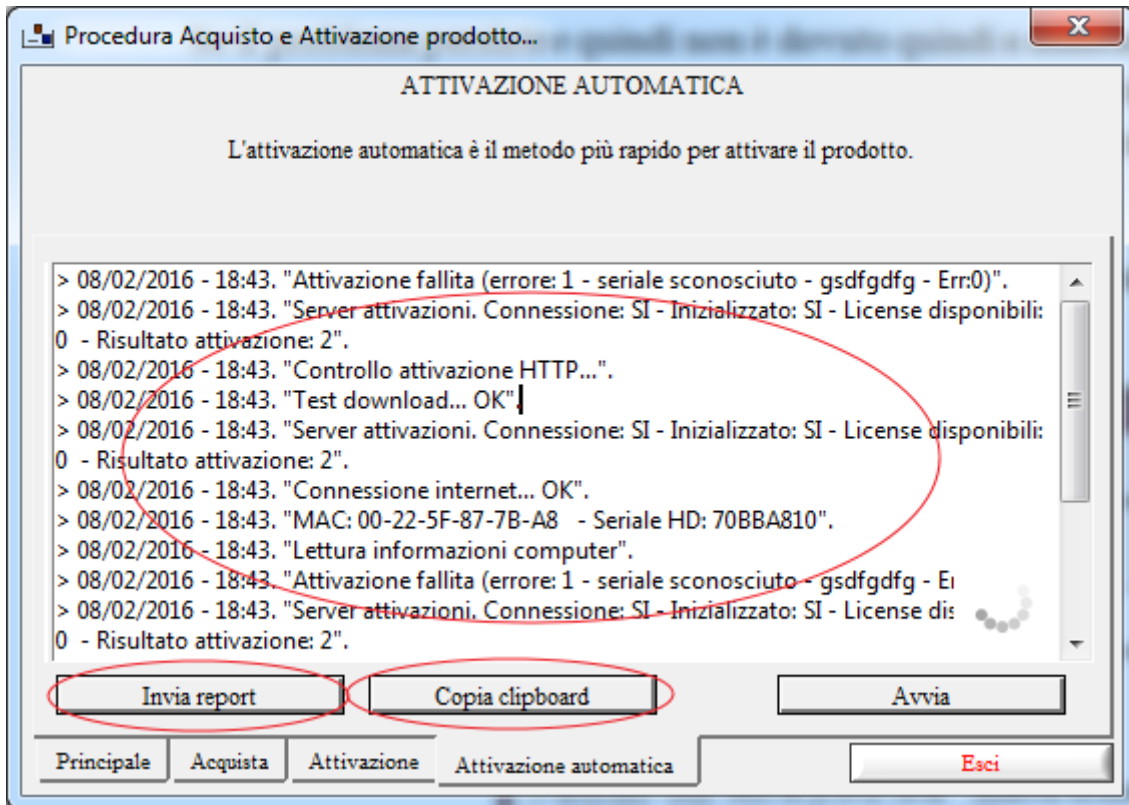 Procedura Acquisto e Attivazione prodotto...
ATTIVAZIONE AUTOMATICA
L'attivazione automatica è il metodo più rapido per attivare il prodotto.
> 08/02/2016 - 18:43. "Attivazione fallita (errore: 1 - seriale sconosciuto - gsdfgdfg - Err:0)".
> 08/02/2016 - 18:43. "Server attivazioni. Connessione: SI - Inizializzato: SI - License disponibili:
0 - Risultato attivazione: 2".
> 08/02/2016 - 18:43. "Controllo attivazione HTTP...".
> 08/02/2016 - 18:43. "Test download... OK".
> 08/02/2016 - 18:43. "Server attivazioni. Connessione: SI - Inizializzato: SI - License disponibili:
0 - Risultato attivazione: 2".
> 08/02/2016 - 18:43. "Connessione internet... OK".
> 08/02/2016 - 18:43. "MAC: 00-22-5F-87-7B-A8 - Seriale HD: 70BBA810".
> 08/02/2016 - 18:43. "Lettura informazioni computer".
> 08/02/2016 - 18:43. "Attivazione fallita (errore: 1 - seriale sconosciuto - gsdfgdfg - Er
> 08/02/2016 - 18:43. "Server attivazioni. Connessione: SI - Inizializzato: SI - License dis
0 - Risultato attivazione: 2".
Invia report Copia clipboard Avvia
Principale Acquista Attivazione Attivazione automatica Esci